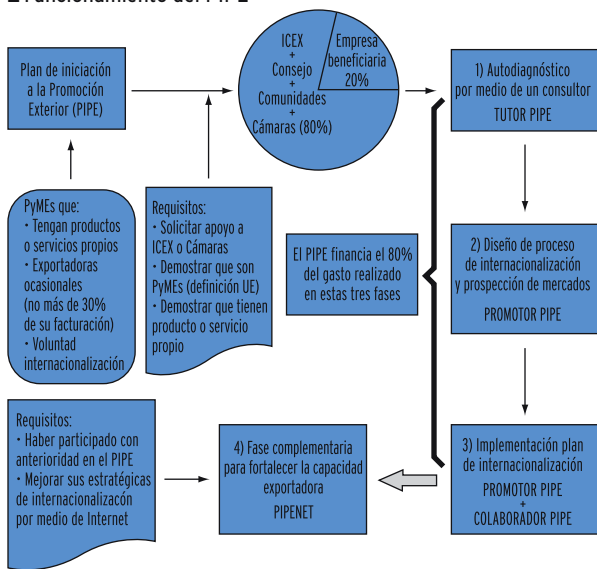 Funcionamiento del PIPE
Plan de iniciación
a la Promoción
Exterior (PIPE)
ICEX
+
Consejo
+
Comunidades
+
Cámaras (80%)
Empresa
beneficiaria
20%
1) Autodiagnóstico
por medio de un consultor
TUTOR PIPE
PyMEs que:
· Tengan productos
o servicios propios
· Exportadoras
ocasionales
(no más de 30%
de su facturación)
· Voluntad
internacionalización
Requisitos:
· Solicitar apoyo a
ICEX o Cámaras
· Demostrar que son
PyMEs (definición UE)
· Demostrar que tienen
producto o servicio
propio
El PIPE financia el 80%
del gasto realizado
en estas tres fases
2) Diseño de proceso
de internacionalización
y prospección de mercados
PROMOTOR PIPE
Requisitos:
· Haber participado con
anterioridad en el PIPE
· Mejorar sus estratégicas
de internacionalizacón
por medio de Internet
4) Fase complementaria
para fortalecer la capacidad
exportadora
PIPENET
3) Implementación plan
de internacionalización
PROMOTOR PIPE
+
COLABORADOR PIPE